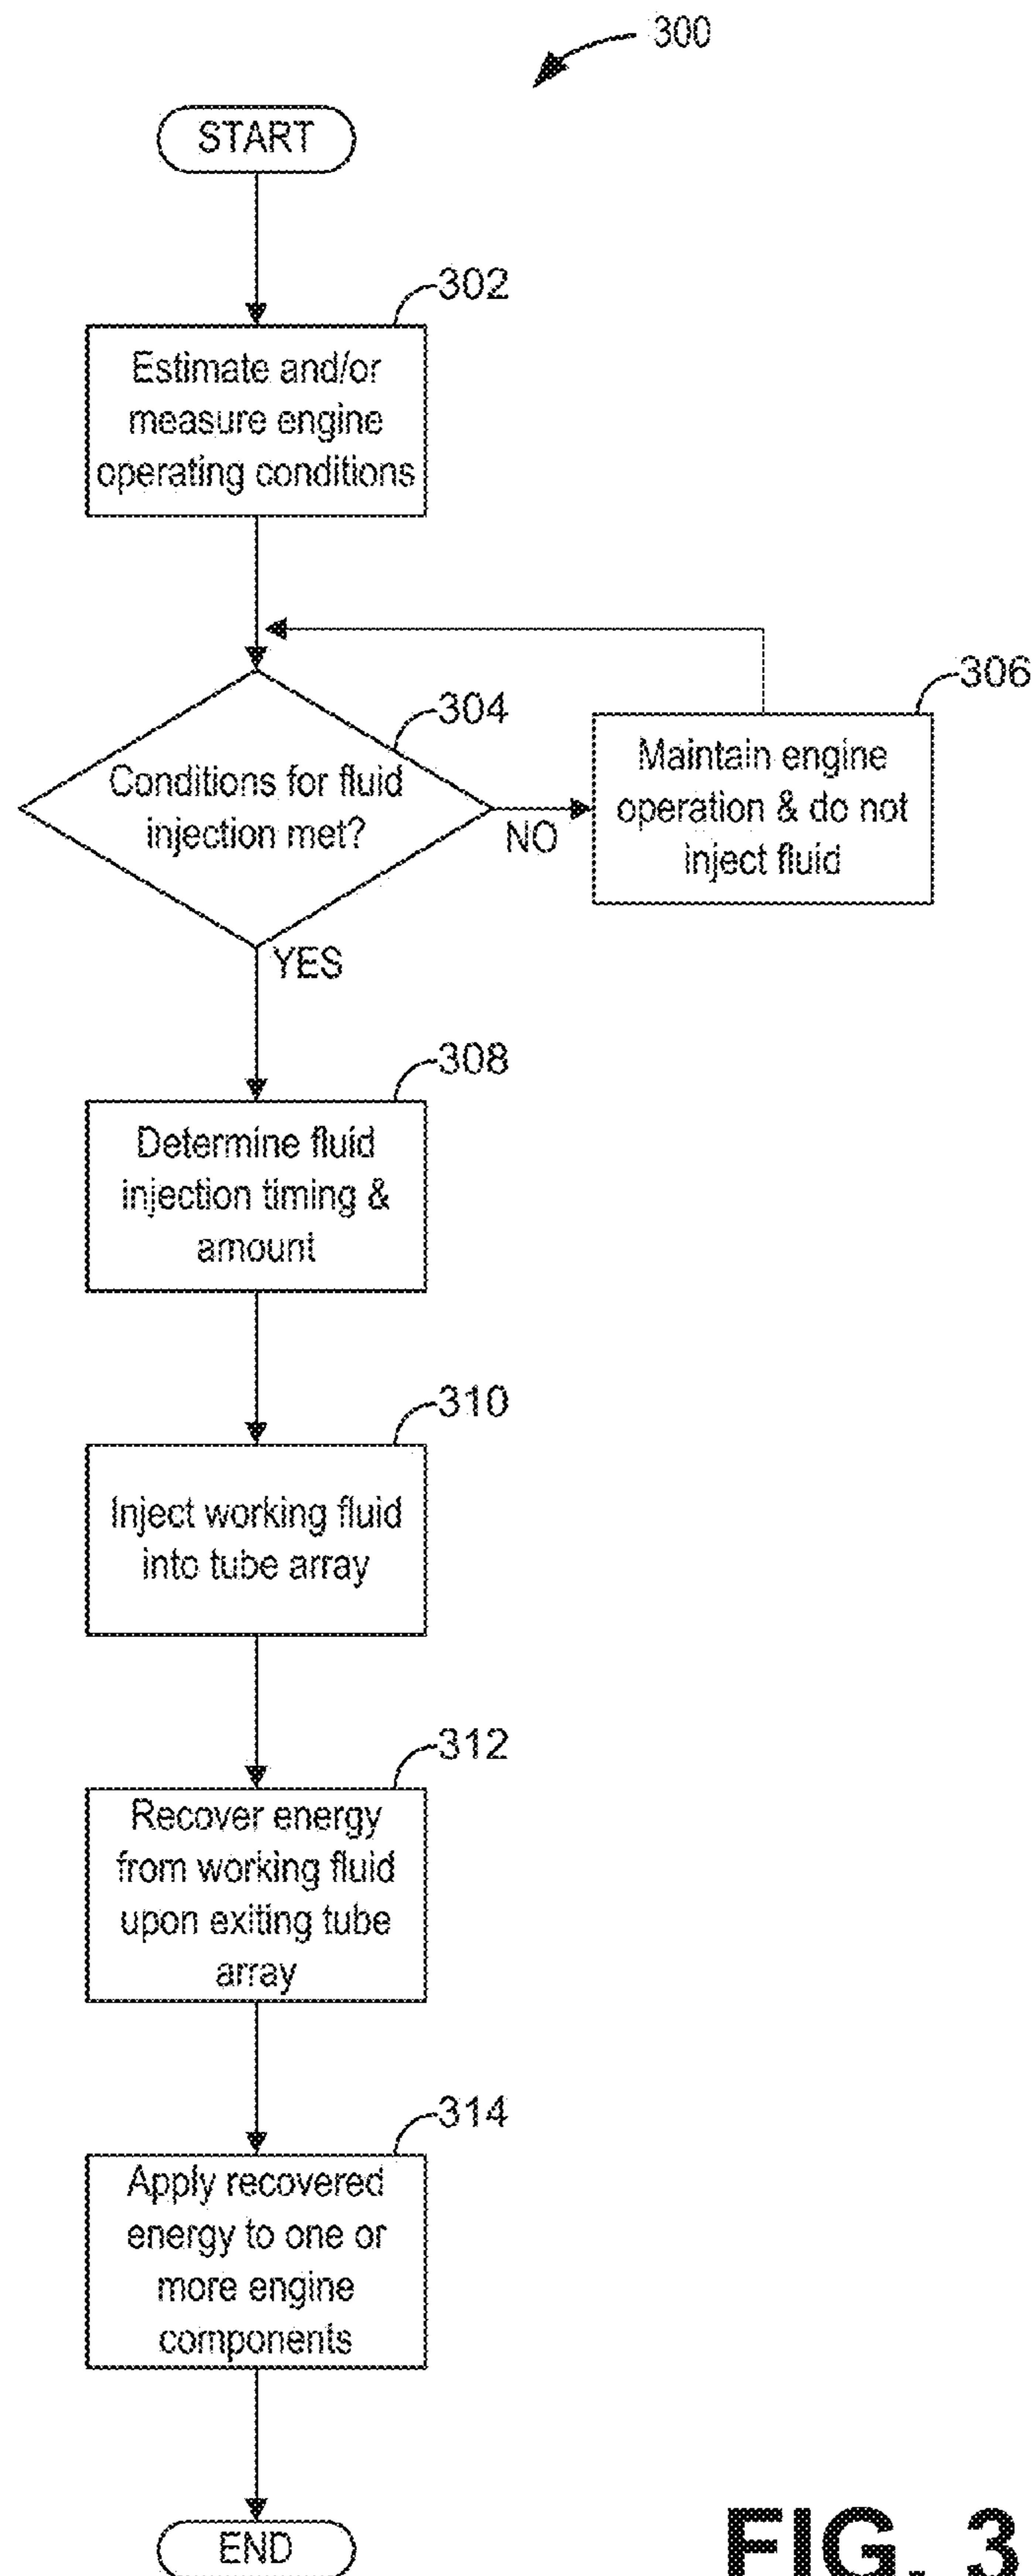 300
START
302
Estimate and/or
measure engine
operating conditions
304
Conditions for fluid
injection met?
NO
306
Maintain engine
operation & do not
inject fluid
YES
308
Determine fluid
injection timing &
amount
310
Inject working fluid
into tube array
312
Recover energy
from working fluid
upon exiting tube
array
314
Apply recovered
energy to one or
more engine
components
END
FIG. 3